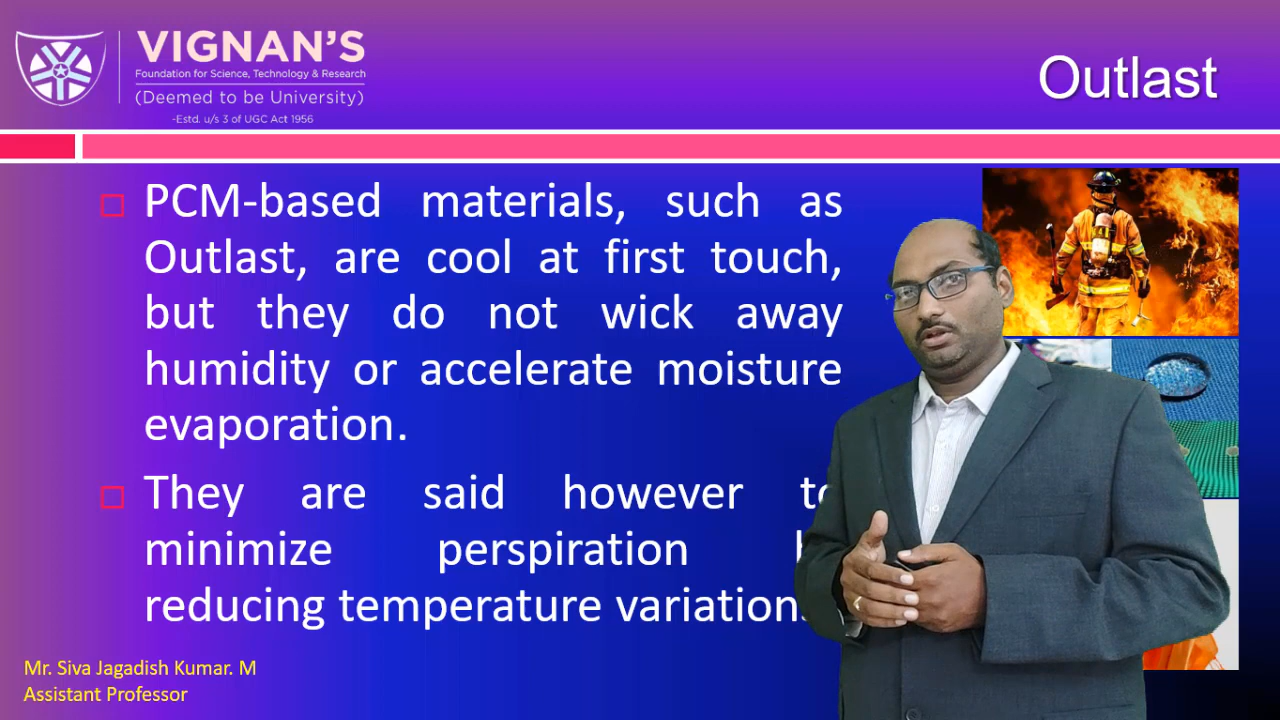 VIGNAN'S
Foundation for Science, Technology & Research
(Deemed to be University)
-Estd. u/s 3 of UGC Act 1956
Outlast
PCM-based materials, such as
Outlast, are cool at first touch,
but they do not wick away
humidity or accelerate moisture
evaporation.
They are said however to
minimize perspiration
reducing temperature variation
Mr. Siva Jagadish Kumar. M
Assistant Professor